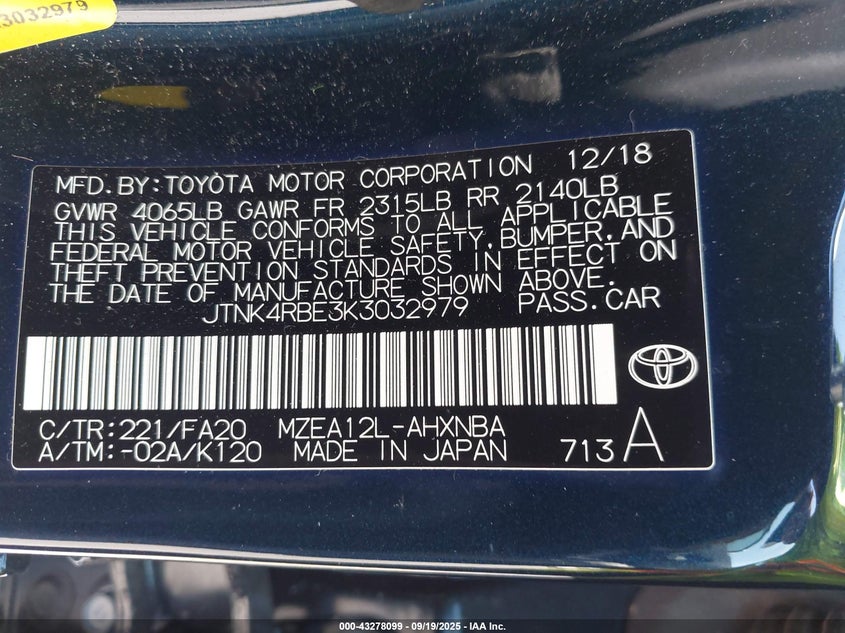 3032979
MFD.BY:TOYOTA MOTOR CORPORATION 12/18
GVWR 4065LB GAWR FR 2315LB RR 2140LB
THIS VEHICLE CONFORMS TO ALL APPLICABLE
FEDERAL MOTOR VEHICLE SAFETY,BUMPER,AND
THEFT PREVENTION STANDARDS IN EFFECT ON
THE DATE OF MANUFACTURE SHOWN ABOVE.
JTNK4RBE3K3032979 PASS.CAR
C/TR:221/FA20 MZEA12L-AHXNBA
A/TM:-02A/K120 MADE IN JAPAN 713A
000-43278099 - 09/19/2025 - IAA Inc.